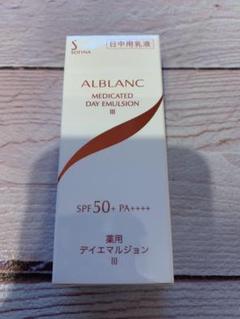 S
SOFINA
日中用乳液
ALBLANC
MEDICATED
DAY EMULSION
III
SPF50+ PA++++
薬用
デイエマルジョン
III